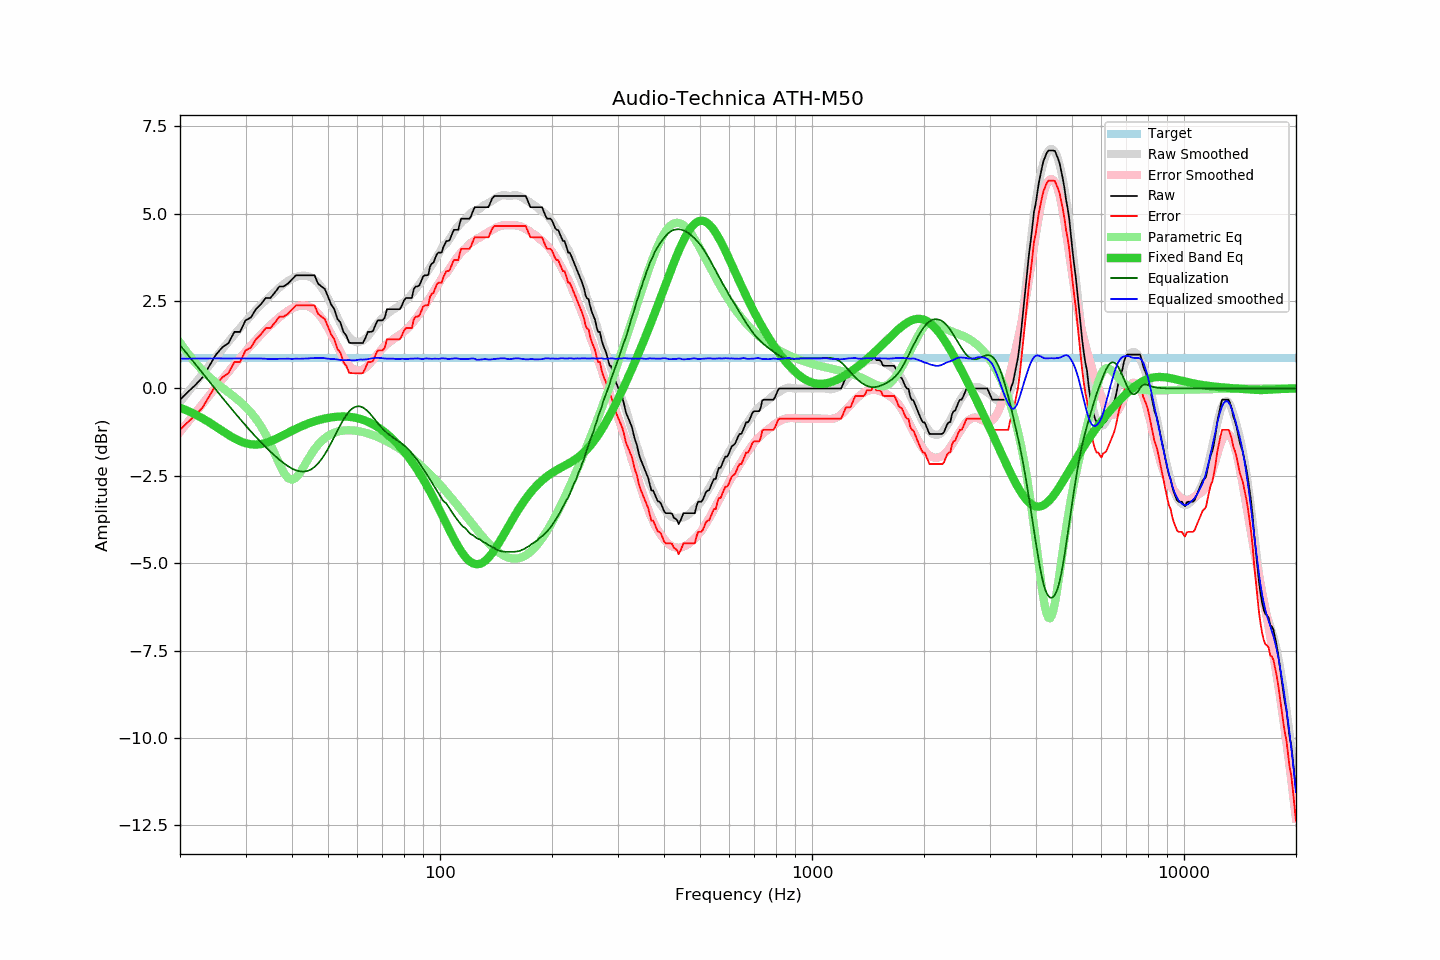 Audio-Technica ATH-M50
7.5
5.0
2.5
0.0
−2.5
−5.0
−7.5
−10.0
−12.5
Amplitude (dBr)
Target
Raw Smoothed
Error Smoothed
Raw
Error
Parametric Eq
Fixed Band Eq
Equalization
Equalized smoothed
100
1000
10000
Frequency (Hz)